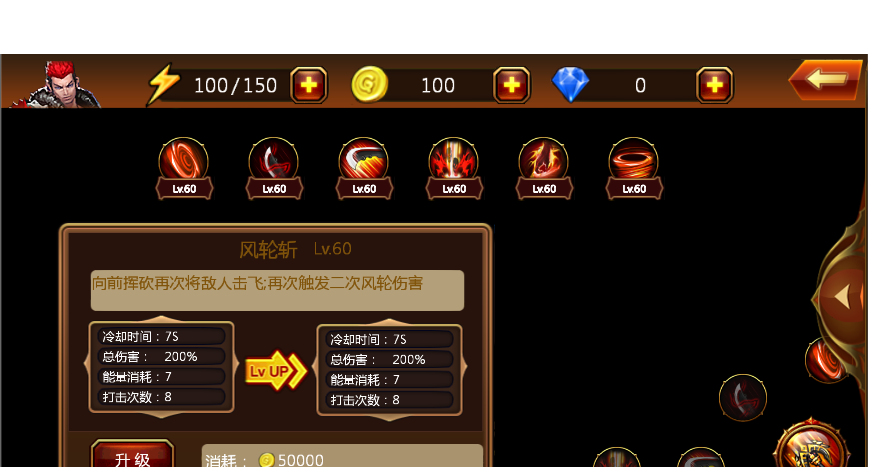 100/150 100 0
Lv.60 Lv.60 Lv.60 Lv.60 Lv.60 Lv.60
风轮斩 Lv.60
向前挥砍再次将敌人击飞;再次触发二次风轮伤害
冷却时间：7S
总伤害： 200%
能量消耗：7
打击次数：8
Lv UP
冷却时间：7S
总伤害： 200%
能量消耗：7
打击次数：8
升级
消耗： 50000